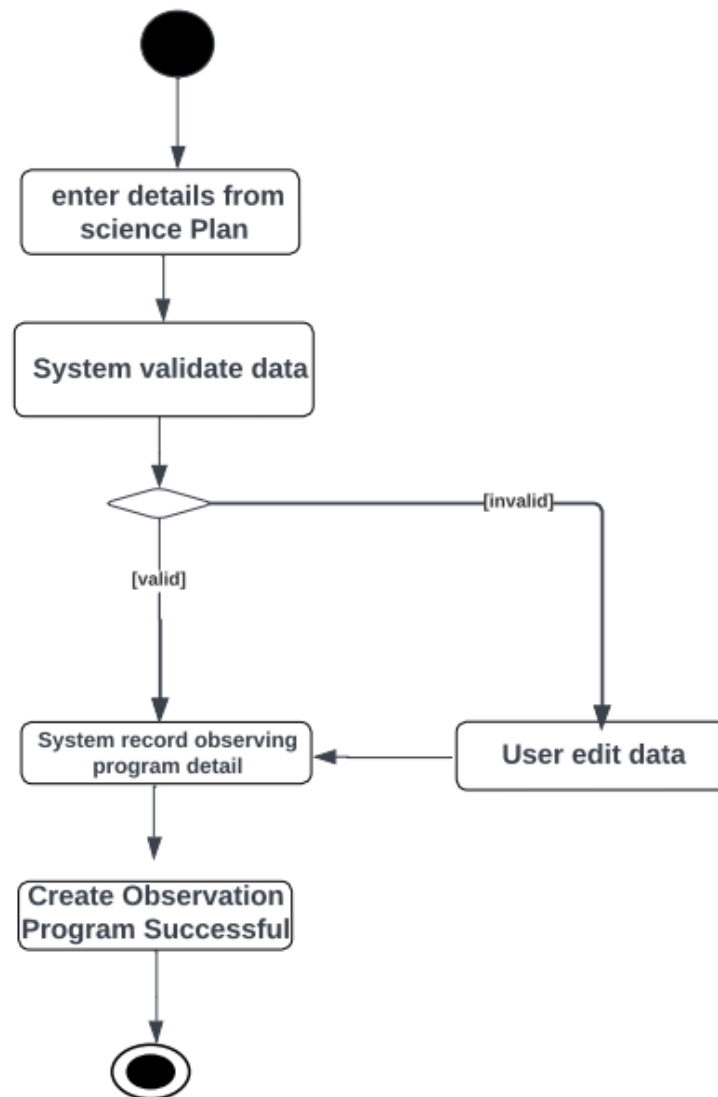 enter details from
science Plan
System validate data
[invalid]
[valid]
System record observing
program detail
User edit data
Create Observation
Program Successful